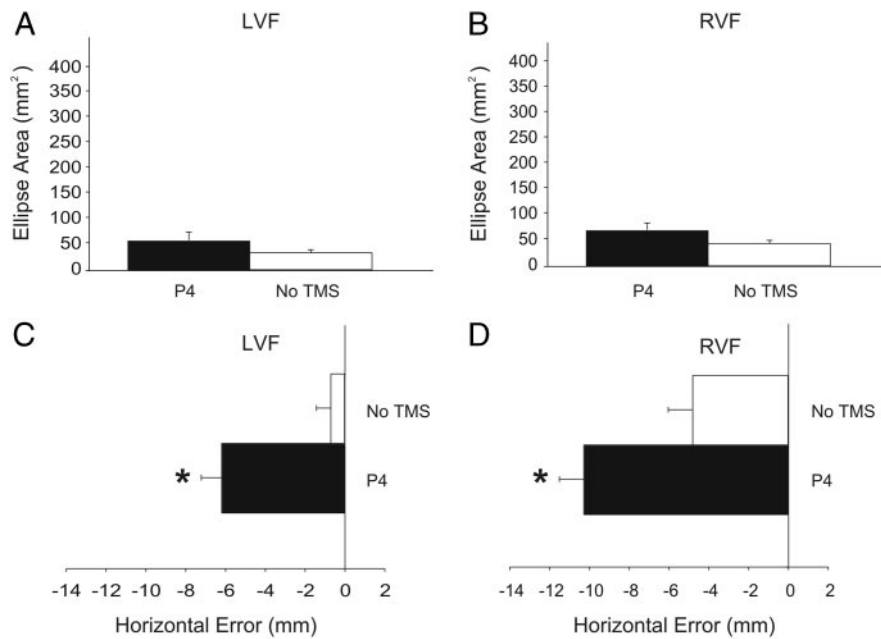 A
LVF
Ellipse Area (mm²)
400
350
300
250
200
150
100
50
0
P4
No TMS
B
RVF
Ellipse Area (mm²)
400
350
300
250
200
150
100
50
0
P4
No TMS
C
LVF
No TMS
*
P4
-14 -12 -10 -8 -6 -4 -2 0 2
Horizontal Error (mm)
D
RVF
No TMS
*
P4
-14 -12 -10 -8 -6 -4 -2 0 2
Horizontal Error (mm)